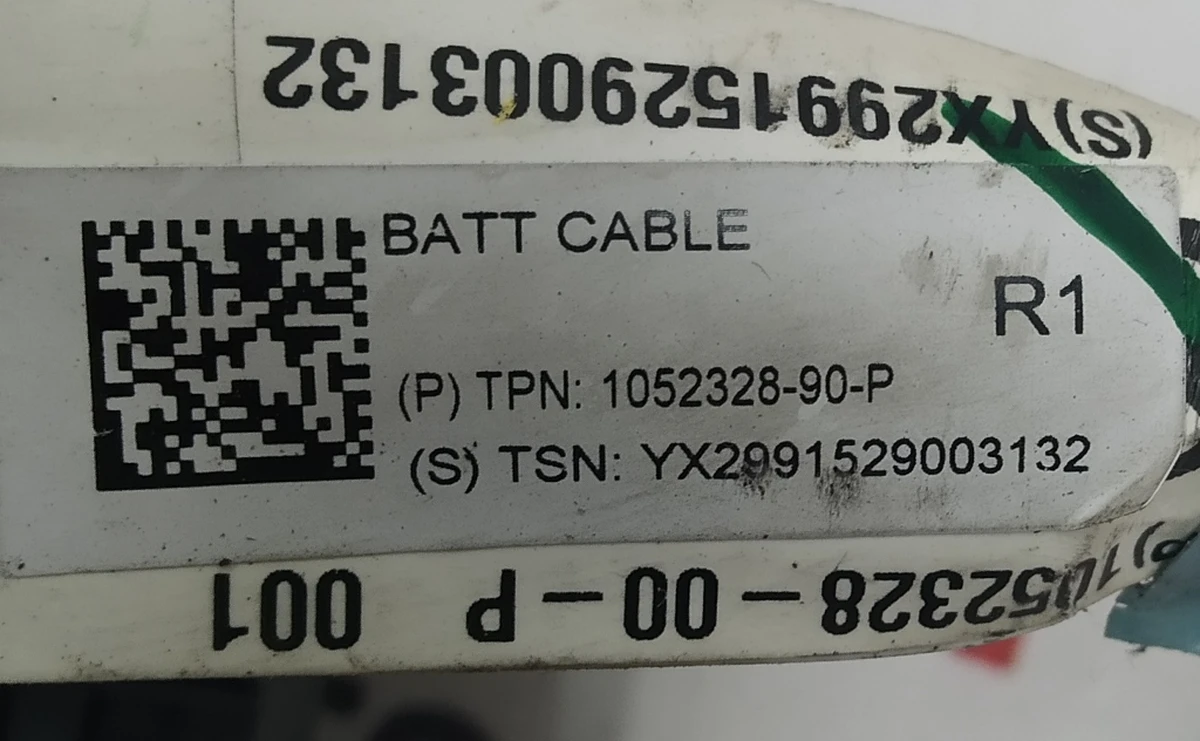 (S)YX2991529003132
BATT CABLE
R1
(P) TPN: 1052328-90-P
(S) TSN: YX2991529003132
(P)1052328-00-P 001